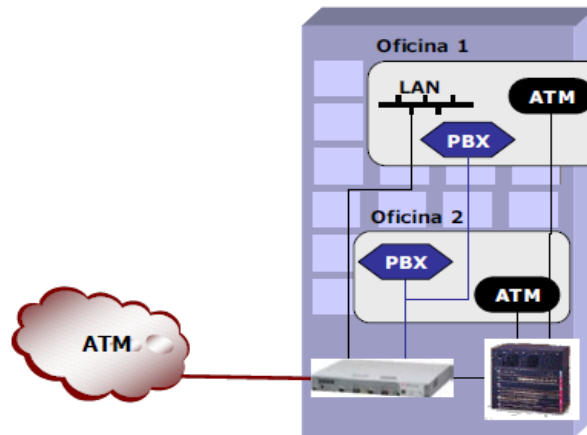 Oficina 1
LAN
ATM
PBX
Oficina 2
PBX
ATM
ATM